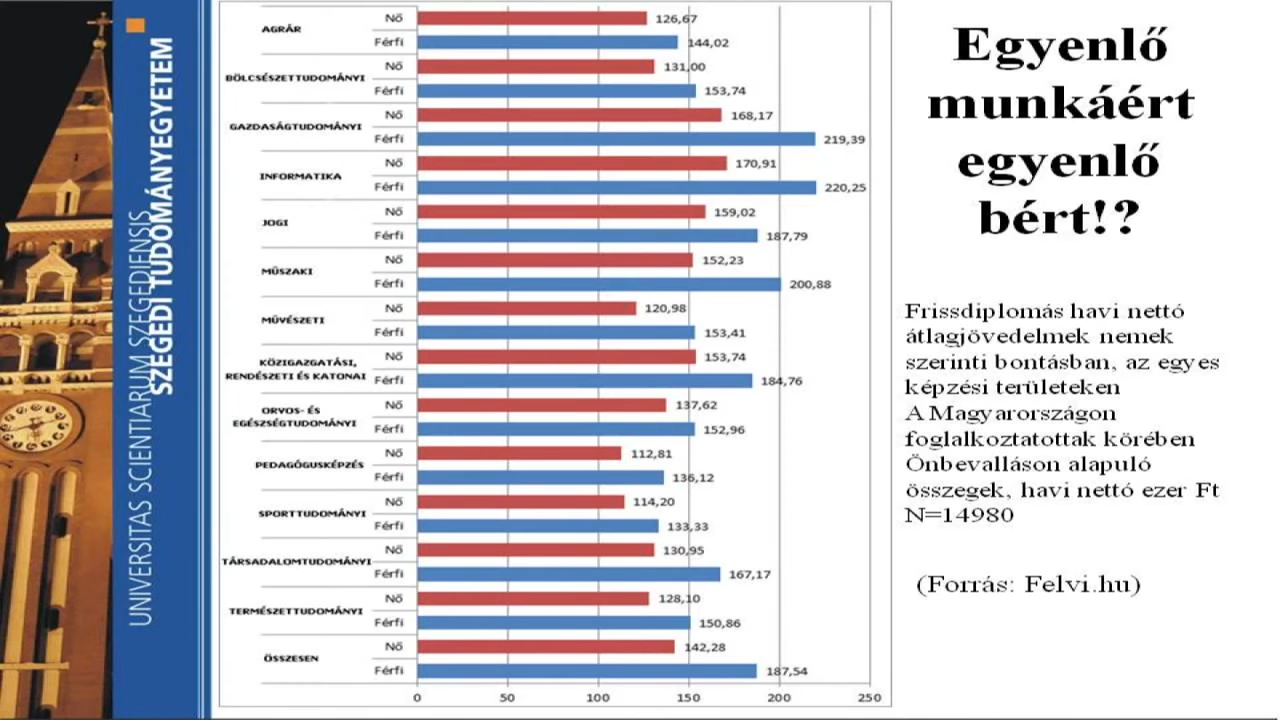 UNIVERSITAS SCIENTIARUM SZEGEDIENSIS
SZEGEDI TUDOMÁNYEGYETEM
AGRÁR
Nő 126,67
Férfi 144,02
BÖLCSÉSZETTUDOMÁNYI
Nő 131,00
Férfi 153,74
GAZDASÁGTUDOMÁNYI
Nő 168,17
Férfi 219,39
INFORMATIKA
Nő 170,91
Férfi 220,25
JOGI
Nő 159,02
Férfi 187,79
MŰSZAKI
Nő 152,23
Férfi 200,88
MŰVÉSZETI
Nő 120,98
Férfi 153,41
KÖZIGAZGATÁSI,
RENDÉSZETI ÉS KATONAI
Nő 153,74
Férfi 184,76
ORVOS- ÉS
EGÉSZSÉGTUDOMÁNYI
Nő 137,62
Férfi 152,96
PEDAGÓGUSKÉPZÉS
Nő 112,81
Férfi 136,12
SPORTTUDOMÁNYI
Nő 114,20
Férfi 133,33
TÁRSADALOMTUDOMÁNYI
Nő 130,95
Férfi 167,17
TERMÉSZETTUDOMÁNYI
Nő 128,10
Férfi 150,86
ÖSSZESEN
Nő 142,28
Férfi 187,54
0 50 100 150 200 250
Egyenlő
munkáért
egyenlő
bért!?
Frissdiplomás havi nettó
átlagjövedelmek nemek
szerinti bontásban, az egyes
képzési területeken
A Magyarországon
foglalkoztatottak körében
Önbevalláson alapuló
összegek, havi nettó ezer Ft
N=14980
(Forrás: Felvi.hu)